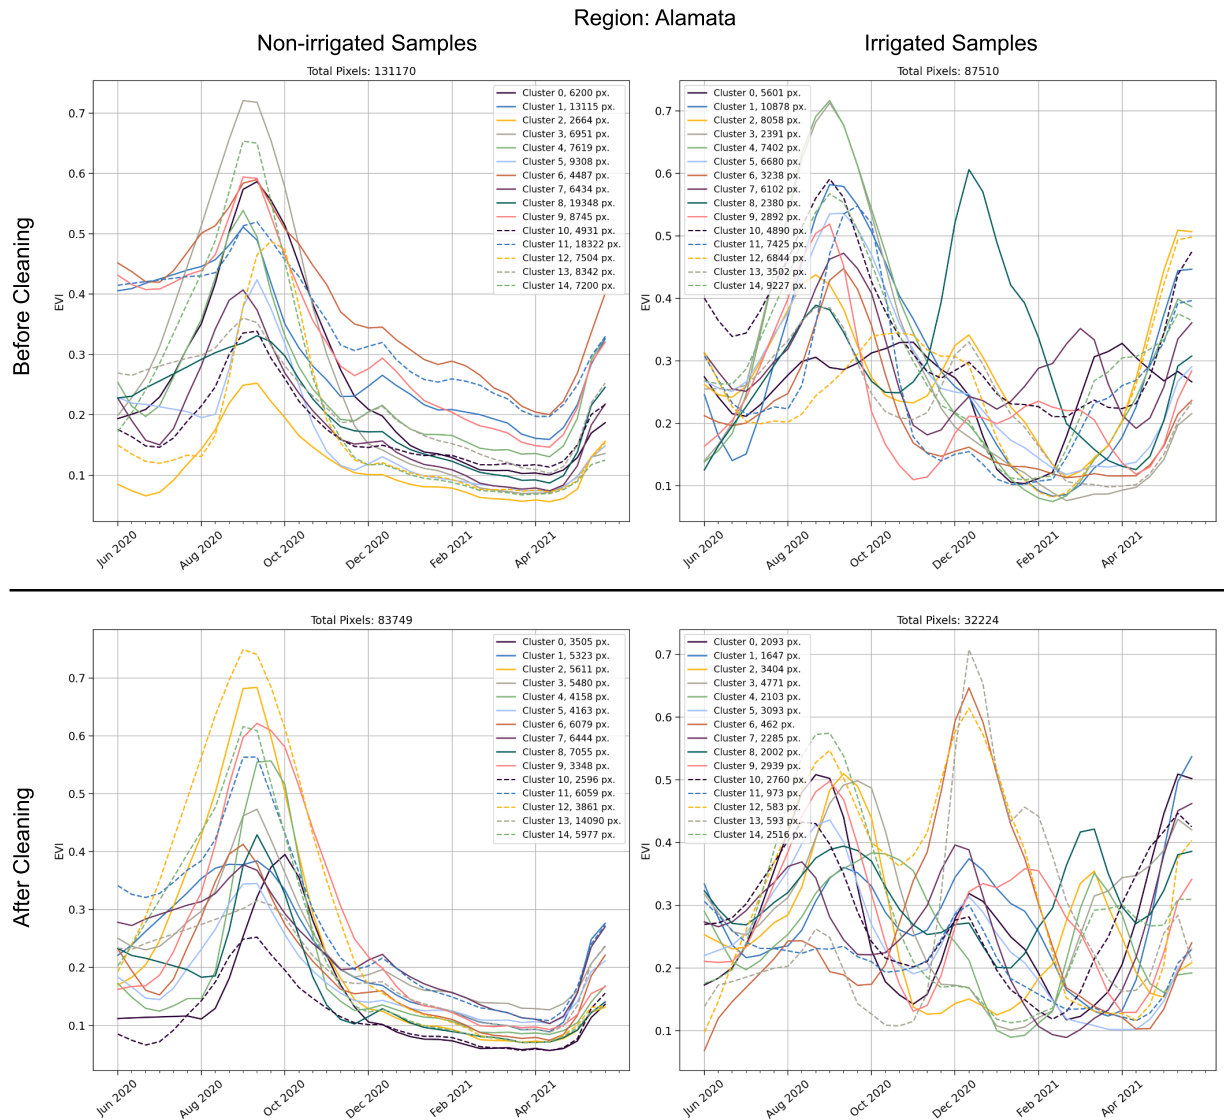 Region: Alamata
Non-irrigated Samples
Irrigated Samples
Before Cleaning
Total Pixels: 131170
EVI
0.7
0.6
0.5
0.4
0.3
0.2
0.1
Cluster 0, 6200 px.
Cluster 1, 13115 px.
Cluster 2, 2664 px.
Cluster 3, 6951 px.
Cluster 4, 7619 px.
Cluster 5, 9308 px.
Cluster 6, 4487 px.
Cluster 7, 6434 px.
Cluster 8, 19348 px.
Cluster 9, 8745 px.
Cluster 10, 4931 px.
Cluster 11, 18322 px.
Cluster 12, 7504 px.
Cluster 13, 8342 px.
Cluster 14, 7200 px.
Jun 2020
Aug 2020
Oct 2020
Dec 2020
Feb 2021
Apr 2021
Total Pixels: 87510
EVI
0.7
0.6
0.5
0.4
0.3
0.2
0.1
Cluster 0, 5601 px.
Cluster 1, 10878 px.
Cluster 2, 8058 px.
Cluster 3, 2391 px.
Cluster 4, 7402 px.
Cluster 5, 6680 px.
Cluster 6, 3238 px.
Cluster 7, 6102 px.
Cluster 8, 2380 px.
Cluster 9, 2892 px.
Cluster 10, 4890 px.
Cluster 11, 7425 px.
Cluster 12, 6844 px.
Cluster 13, 3502 px.
Cluster 14, 9227 px.
Jun 2020
Aug 2020
Oct 2020
Dec 2020
Feb 2021
Apr 2021
After Cleaning
Total Pixels: 83749
EVI
0.7
0.6
0.5
0.4
0.3
0.2
0.1
Cluster 0, 3505 px.
Cluster 1, 5323 px.
Cluster 2, 5611 px.
Cluster 3, 5480 px.
Cluster 4, 4158 px.
Cluster 5, 4163 px.
Cluster 6, 6079 px.
Cluster 7, 6444 px.
Cluster 8, 7055 px.
Cluster 9, 3348 px.
Cluster 10, 2596 px.
Cluster 11, 6059 px.
Cluster 12, 3861 px.
Cluster 13, 14090 px.
Cluster 14, 5977 px.
Jun 2020
Aug 2020
Oct 2020
Dec 2020
Feb 2021
Apr 2021
Total Pixels: 32224
EVI
0.7
0.6
0.5
0.4
0.3
0.2
0.1
Cluster 0, 2093 px.
Cluster 1, 1647 px.
Cluster 2, 3404 px.
Cluster 3, 4771 px.
Cluster 4, 2103 px.
Cluster 5, 3093 px.
Cluster 6, 462 px.
Cluster 7, 2285 px.
Cluster 8, 2002 px.
Cluster 9, 2939 px.
Cluster 10, 2760 px.
Cluster 11, 973 px.
Cluster 12, 583 px.
Cluster 13, 593 px.
Cluster 14, 2516 px.
Jun 2020
Aug 2020
Oct 2020
Dec 2020
Feb 2021
Apr 2021